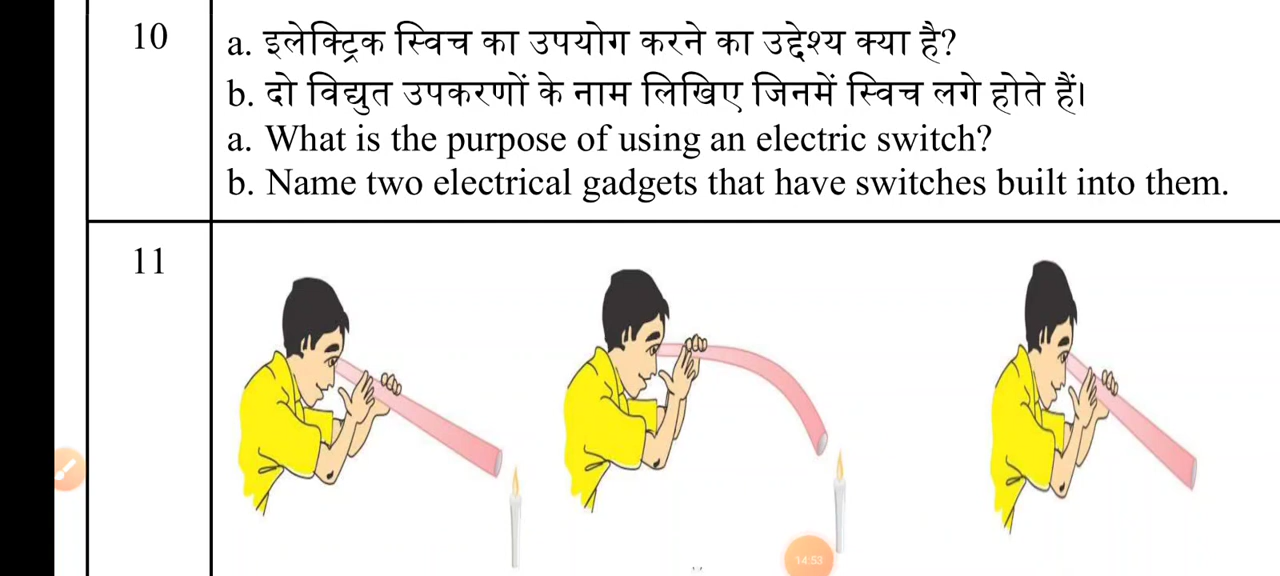 10
a. इलेक्ट्रिक स्विच का उपयोग करने का उद्देश्य क्या है?
b. दो विद्युत उपकरणों के नाम लिखिए जिनमें स्विच लगे होते हैं।
a. What is the purpose of using an electric switch?
b. Name two electrical gadgets that have switches built into them.
11
14:53